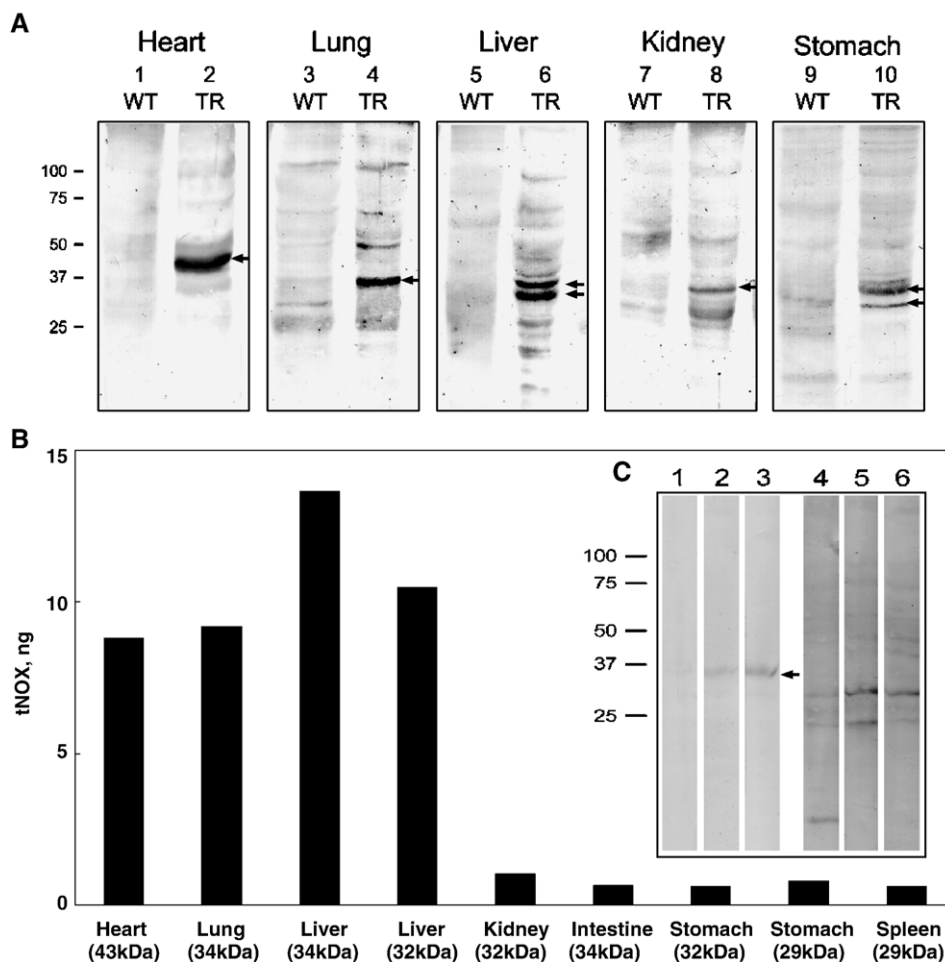 A
Heart Lung Liver Kidney Stomach
1 2 3 4 5 6 7 8 9 10
WT TR WT TR WT TR WT TR WT TR
100
75
50
37
25
B
15
10
5
0
tNOX, ng
C
1 2 3 4 5 6
100
75
50
37
25
Heart Lung Liver Liver Kidney Intestine Stomach Stomach Spleen
(43kDa) (34kDa) (34kDa) (32kDa) (32kDa) (34kDa) (32kDa) (29kDa) (29kDa)